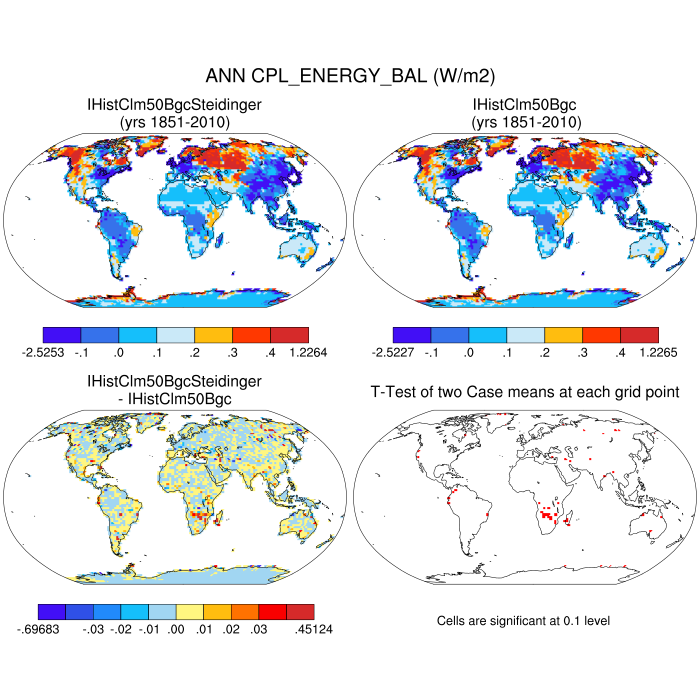 ANN CPL_ENERGY_BAL (W/m2)
IHistClm50BgcSteidinger
(yrs 1851-2010)
IHistClm50Bgc
(yrs 1851-2010)
-2.5253 -.1 .0 .1 .2 .3 .4 1.2264
-2.5227 -.1 .0 .1 .2 .3 .4 1.2265
IHistClm50BgcSteidinger
- IHistClm50Bgc
T-Test of two Case means at each grid point
-.69683 -.03 -.02 -.01 .00 .01 .02 .03 .45124
Cells are significant at 0.1 level